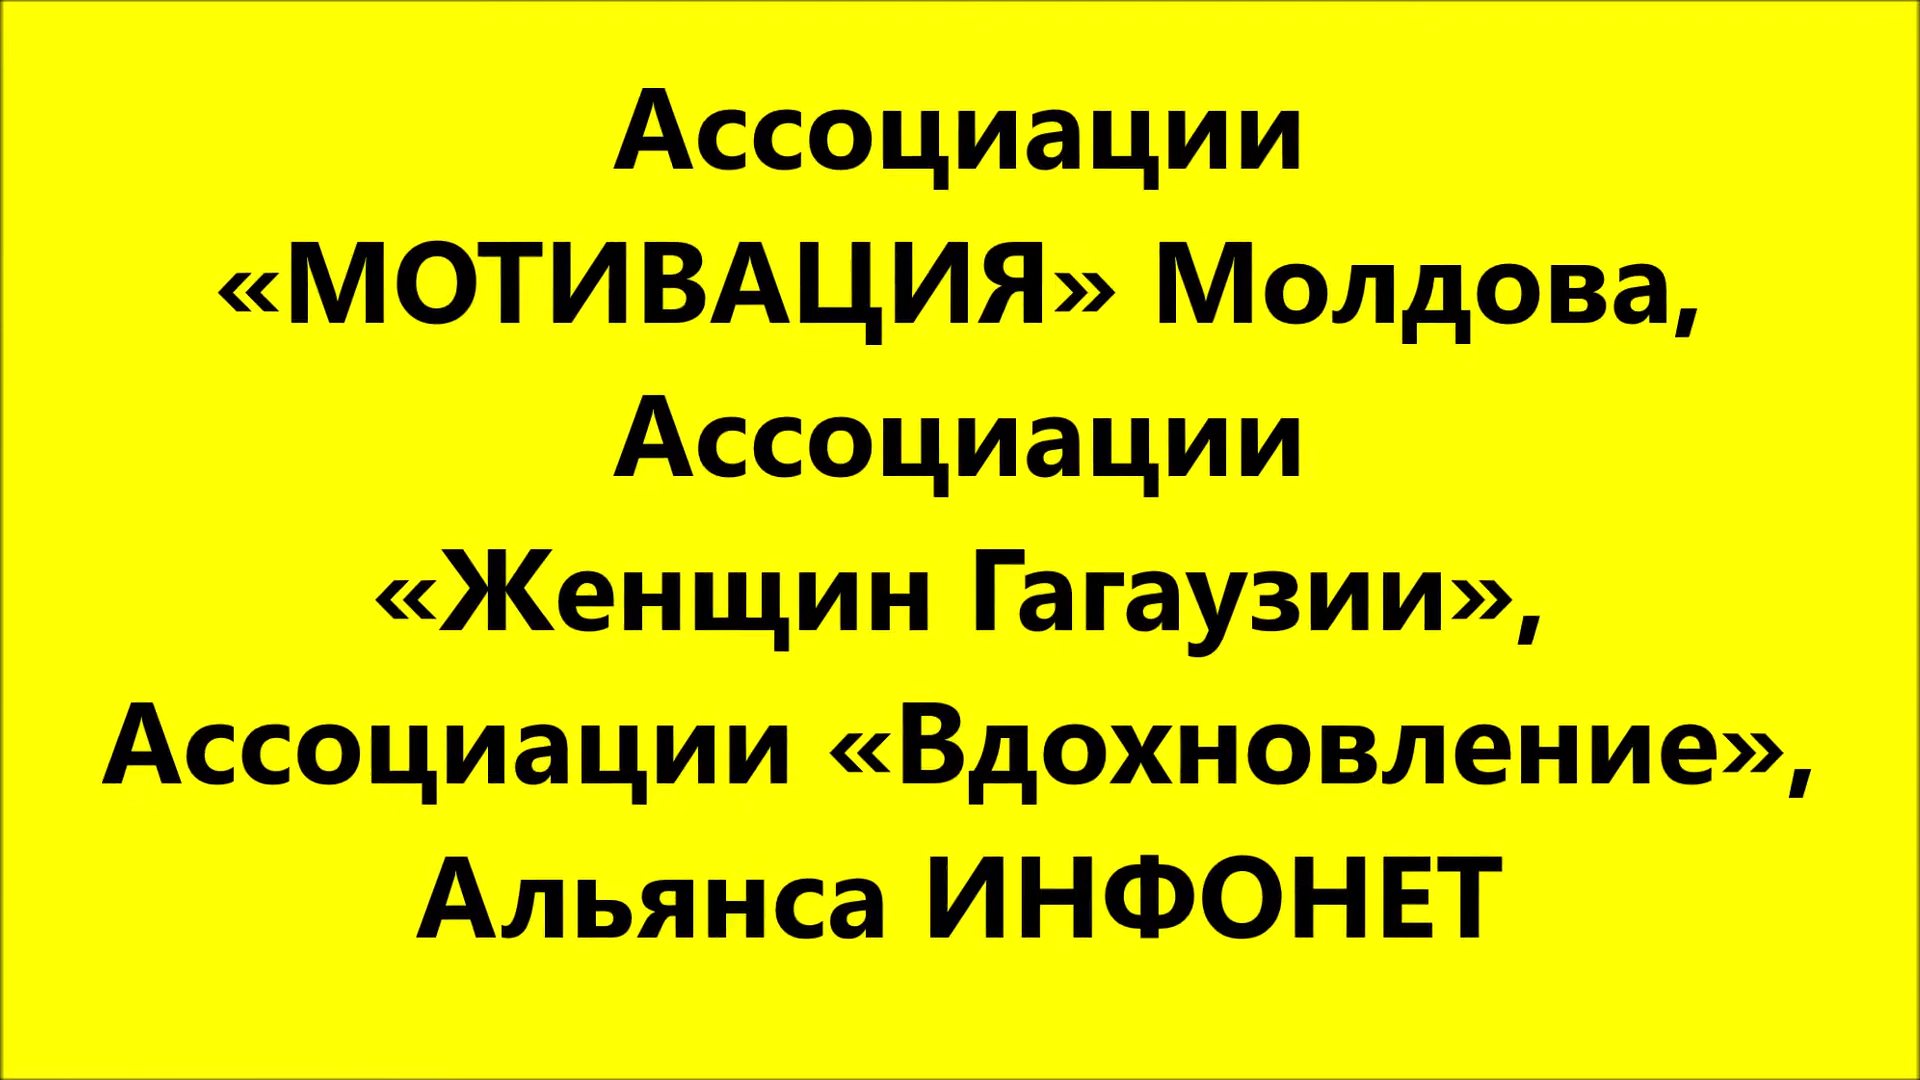 Ассоциации
«МОТИВАЦИЯ» Молдова,
Ассоциации
«Женщин Гагаузии»,
Ассоциации «Вдохновление»,
Альянса ИНФОНЕТ